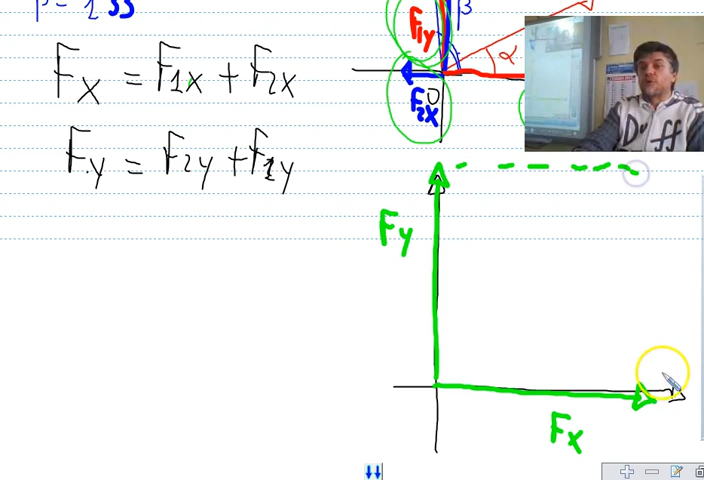 β
F1y
α
Fx = F1x + F2x
F2x
O
Fy = F2y + F1y
Fy
Fx